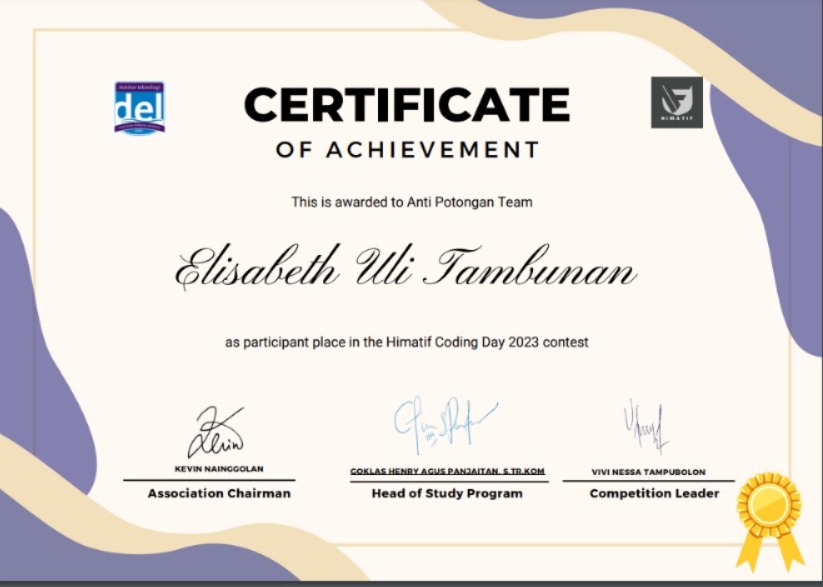 Institut Teknologi
del
HIMATIF
CERTIFICATE
OF ACHIEVEMENT
This is awarded to Anti Potongan Team
Elisabeth Uli Tambunan
as participant place in the Himatif Coding Day 2023 contest
Kevin
KEVIN NAINGGOLAN
Association Chairman
GOKLAS HENRY AGUS PANJAITAN, S.TR.KOM
Head of Study Program
VIVI NESSA TAMPUBOLON
Competition Leader